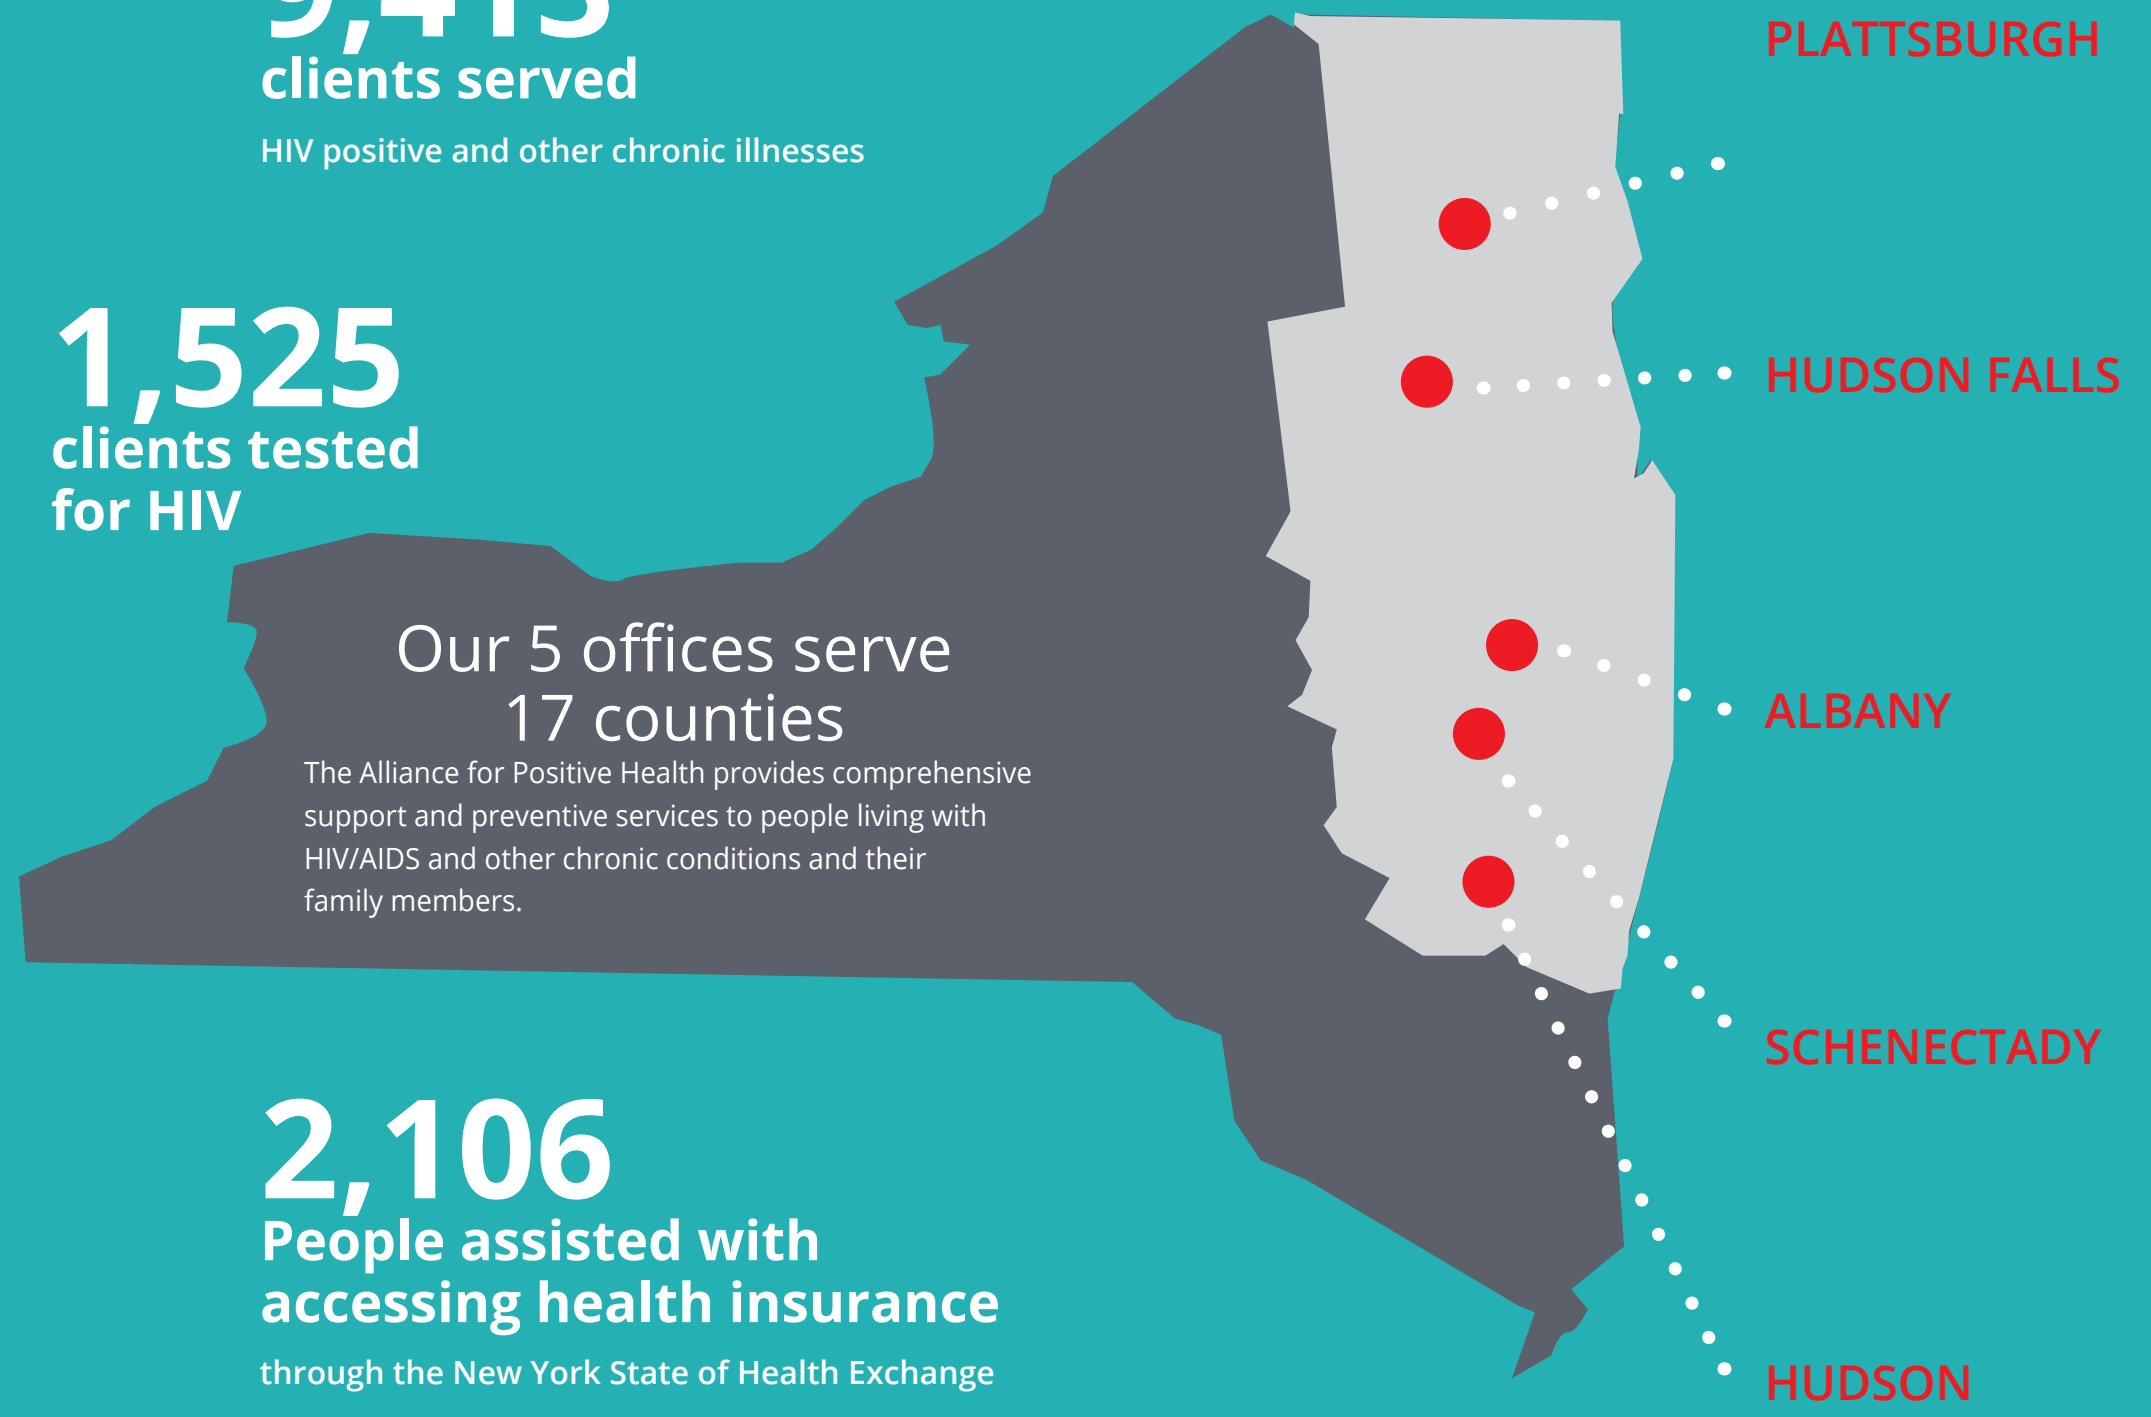 clients served
HIV positive and other chronic illnesses
1,525
clients tested
for HIV
Our 5 offices serve
17 counties
The Alliance for Positive Health provides comprehensive
support and preventive services to people living with
HIV/AIDS and other chronic conditions and their
family members.
2,106
People assisted with
accessing health insurance
through the New York State of Health Exchange
PLATTSBURGH
HUDSON FALLS
ALBANY
SCHENECTADY
HUDSON